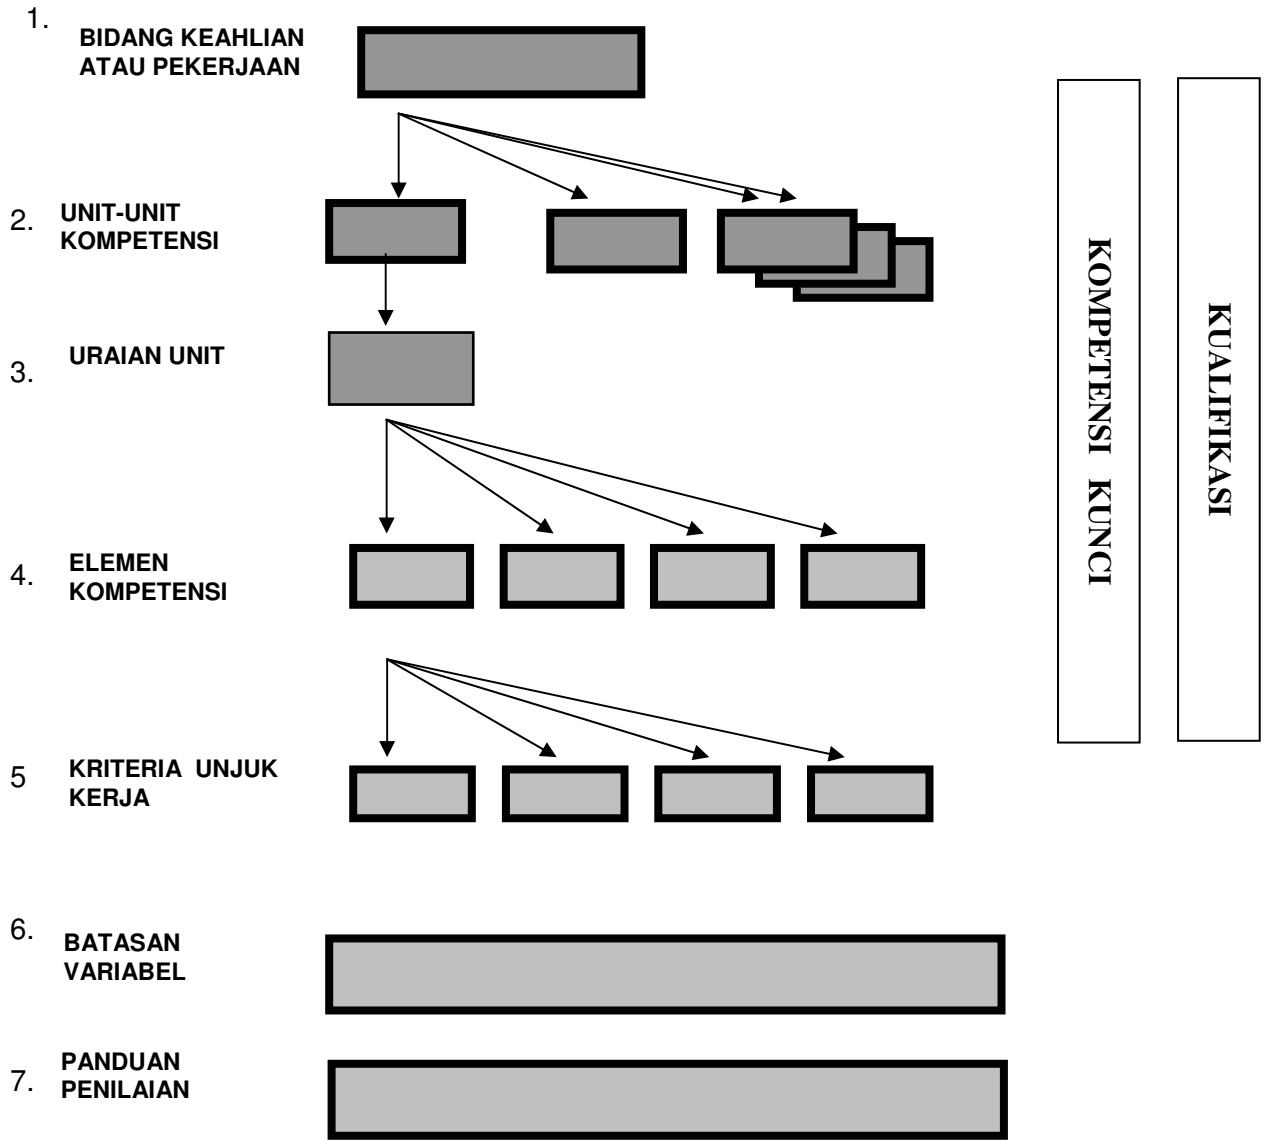 1.
BIDANG KEAHLIAN
ATAU PEKERJAAN
2.
UNIT-UNIT
KOMPETENSI
3.
URAIAN UNIT
4.
ELEMEN
KOMPETENSI
5
KRITERIA UNJUK
KERJA
6.
BATASAN
VARIABEL
7.
PANDUAN
PENILAIAN
KOMPETENSI KUNCI
KUALIFIKASI